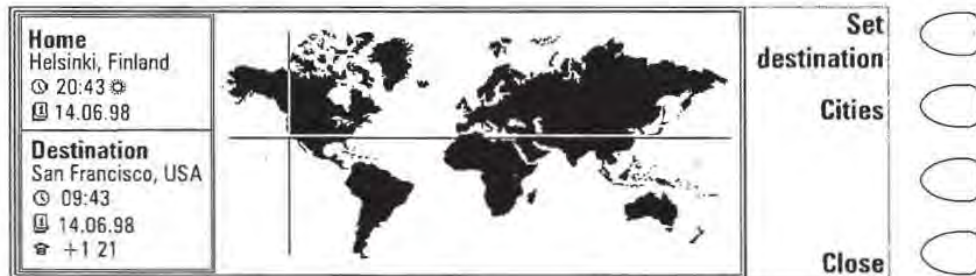 Home
Helsinki, Finland
20:43
14.06.98
Destination
San Francisco, USA
09:43
14.06.98
+1 21
Set
destination
Cities
Close